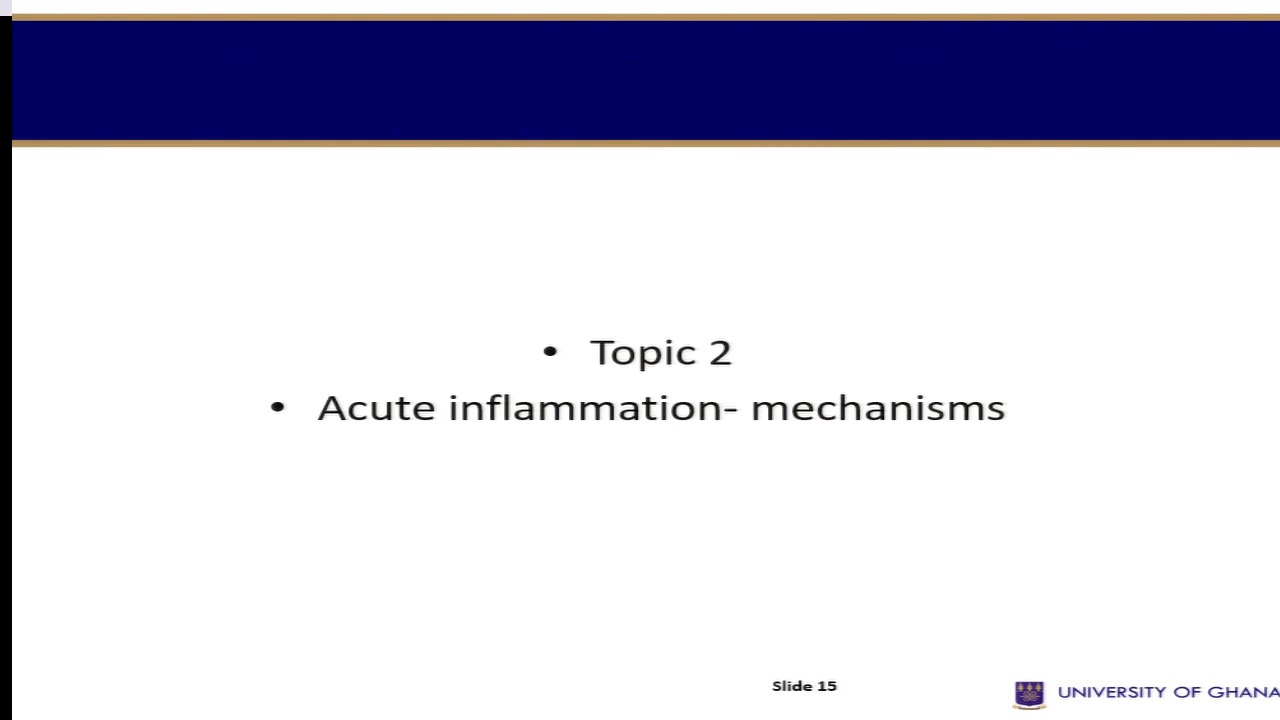 • Topic 2
• Acute inflammation- mechanisms
Slide 15
UNIVERSITY OF GHANA